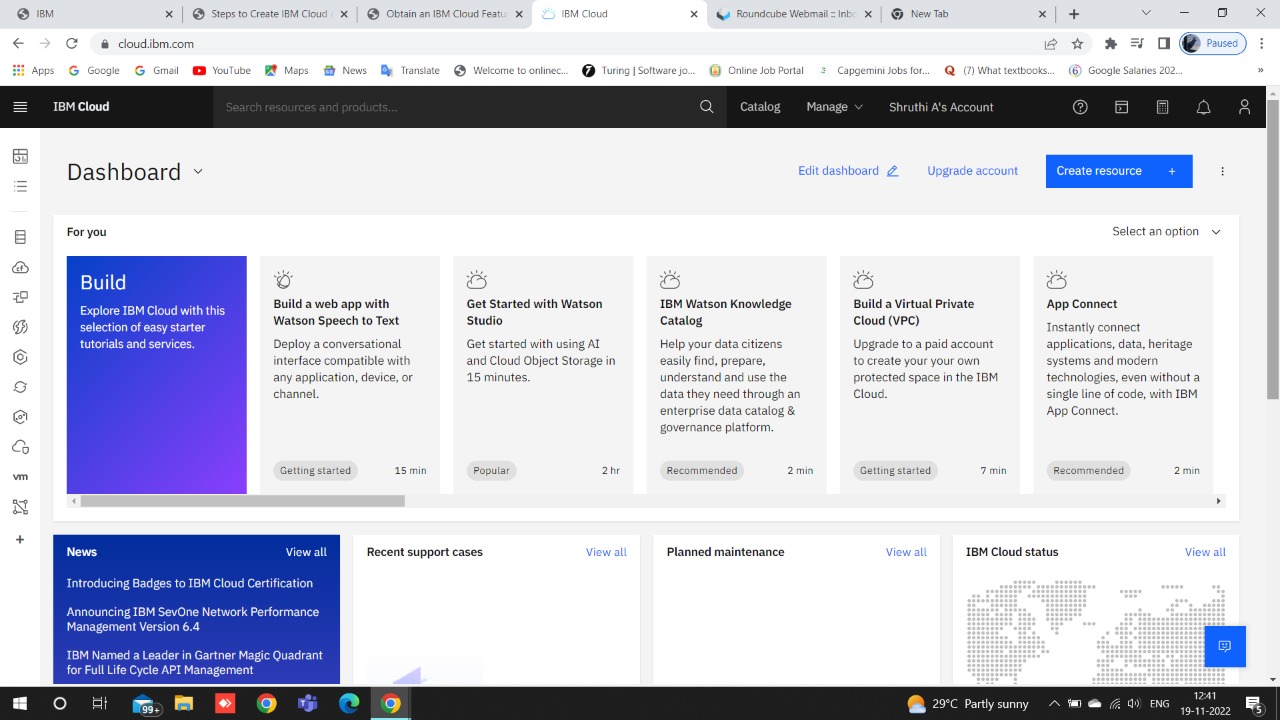 IBM
Steps to Create IBM Cloud
Obtain an IBM Cloud Featu
IBM Cloud
Roundcube Webmail :: Inbo
New Tab
cloud.ibm.com
Paused
Apps
Google
Gmail
YouTube
Maps
News
Translate
Welcome to onlinec...
Turing | Software jo...
Online Job Portal
Capgemini Jobs for...
(7) What textbooks...
Google Salaries 202...
»
IBM Cloud
Search resources and products...
Catalog
Manage
Shruthi A's Account
Dashboard
Edit dashboard
Upgrade account
Create resource +
For you
Select an option
Build
Explore IBM Cloud with this
selection of easy starter
tutorials and services.
Build a web app with
Watson Speech to Text
Deploy a conversational
interface compatible with
any application, device, or
channel.
Getting started 15 min
Get Started with Watson
Studio
Get started with using AI
and Cloud Object Storage in
15 minutes.
Popular 2 hr
IBM Watson Knowledge
Catalog
Help your data citizens
easily find, prepare,
understand and use the
data they need through an
enterprise data catalog &
governance platform.
Recommended 2 min
Build a Virtual Private
Cloud (VPC)
Upgrade to a paid account
to create your your own
protected space in the IBM
Cloud.
Getting started 7 min
App Connect
Instantly connect
applications, data, heritage
systems and modern
technologies, even without a
single line of code, with IBM
App Connect.
Recommended 2 min
vm
News View all
Introducing Badges to IBM Cloud Certification
Announcing IBM SevOne Network Performance
Management Version 6.4
IBM Named a Leader in Gartner Magic Quadrant
for Full Life Cycle API Management
Recent support cases View all
Planned maintenance View all
IBM Cloud status View all
99+
29°C Partly sunny
ENG
12:41
19-11-2022
5